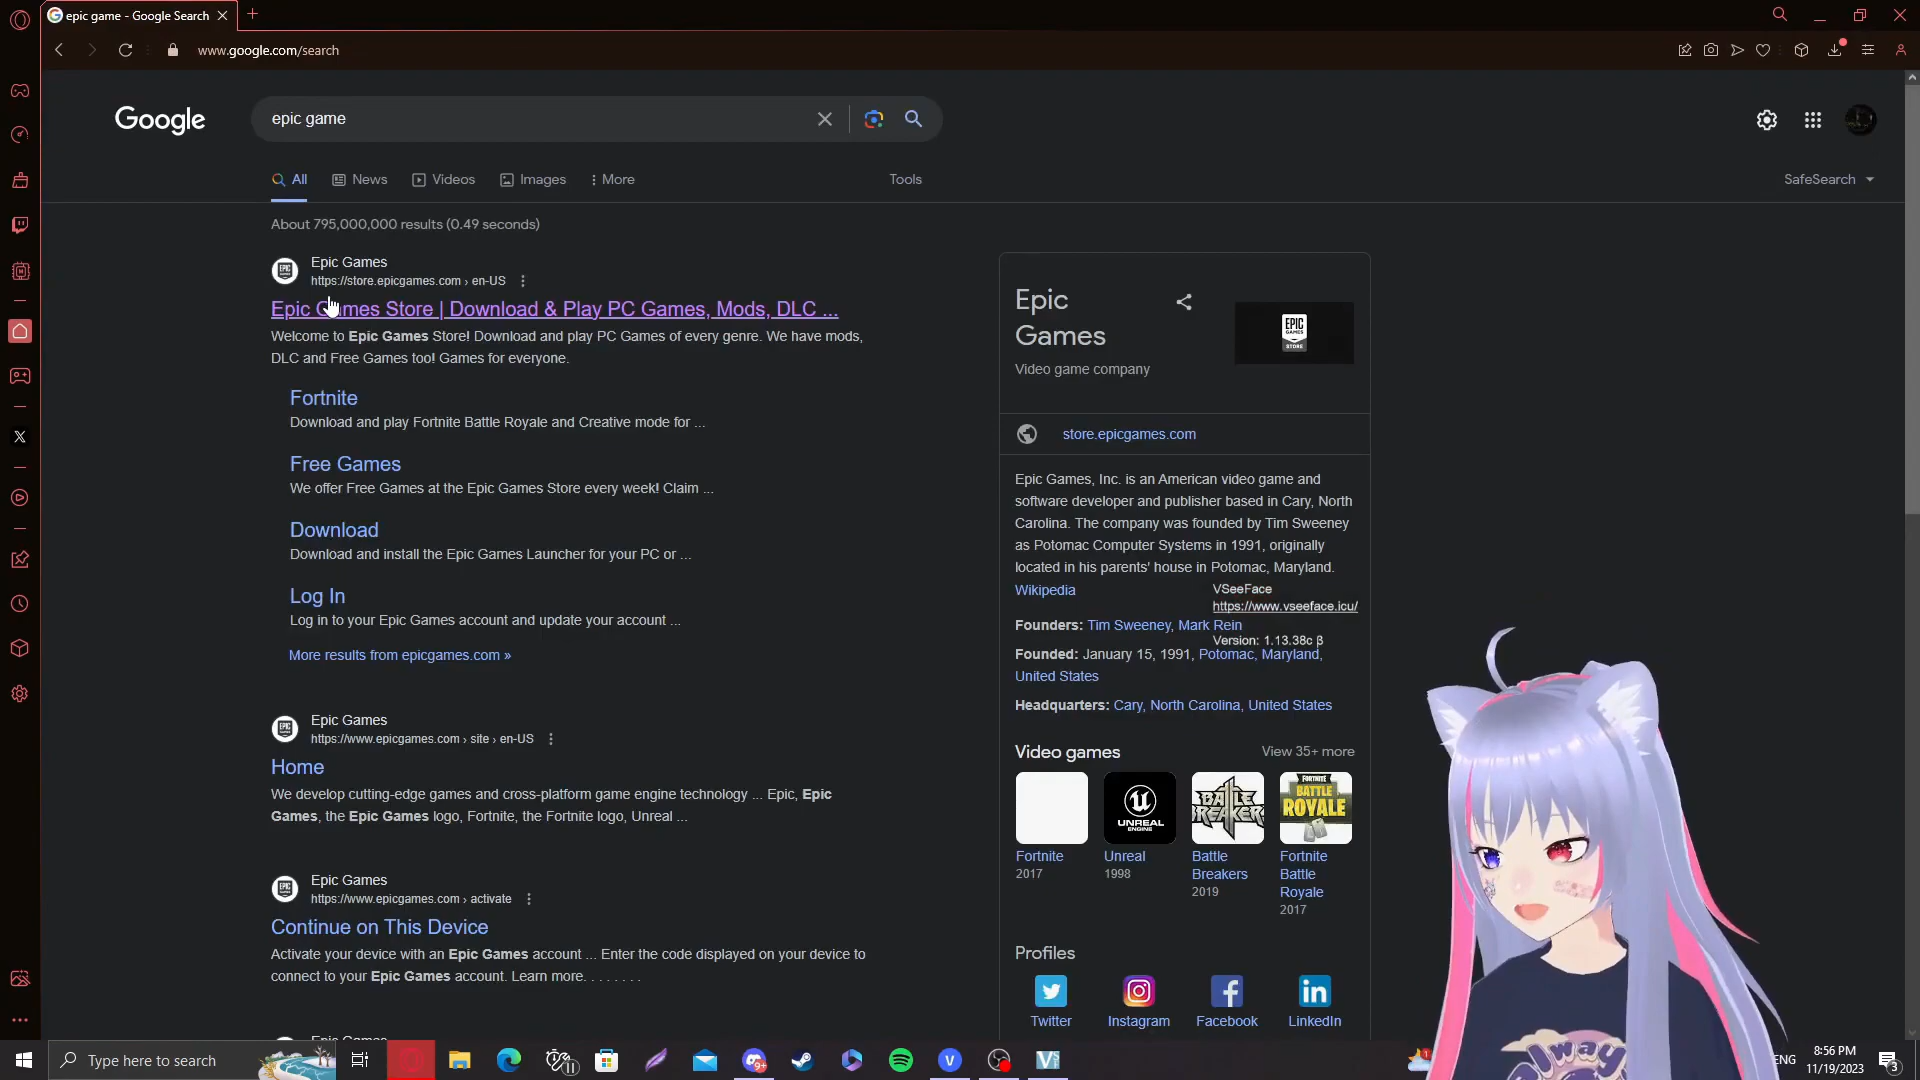 epic game - Google Search
www.google.com/search
Google
epic game
All
News
Videos
Images
More
Tools
SafeSearch
About 795,000,000 results (0.49 seconds)
Epic Games
https://store.epicgames.com › en-US
Epic Games Store | Download & Play PC Games, Mods, DLC ...
Welcome to Epic Games Store! Download and play PC Games of every genre. We have mods,
DLC and Free Games too! Games for everyone.
Fortnite
Download and play Fortnite Battle Royale and Creative mode for ...
Free Games
We offer Free Games at the Epic Games Store every week! Claim ...
Download
Download and install the Epic Games Launcher for your PC or ...
Log In
Log in to your Epic Games account and update your account ...
More results from epicgames.com »
Epic Games
https://www.epicgames.com › site › en-US
Home
We develop cutting-edge games and cross-platform game engine technology ... Epic, Epic
Games, the Epic Games logo, Fortnite, the Fortnite logo, Unreal ...
Epic Games
https://www.epicgames.com › activate
Continue on This Device
Activate your device with an Epic Games account ... Enter the code displayed on your device to
connect to your Epic Games account. Learn more. . . . . . . .
Epic
Games
Video game company
EPIC
GAMES
STORE
store.epicgames.com
Epic Games, Inc. is an American video game and
software developer and publisher based in Cary, North
Carolina. The company was founded by Tim Sweeney
as Potomac Computer Systems in 1991, originally
located in his parents' house in Potomac, Maryland.
Wikipedia
VSeeFace
https://www.vseeface.icu/
Founders: Tim Sweeney, Mark Rein
Version: 1.13.38c β
Founded: January 15, 1991, Potomac, Maryland,
United States
Headquarters: Cary, North Carolina, United States
Video games
View 35+ more
UNREAL
ENGINE
BATTLE
BREAKERS
FORTNITE
BATTLE
ROYALE
Fortnite
2017
Unreal
1998
Battle
Breakers
2019
Fortnite
Battle
Royale
2017
Profiles
Twitter
Instagram
Facebook
LinkedIn
Type here to search
9+
ENG
8:56 PM
11/19/2023
3